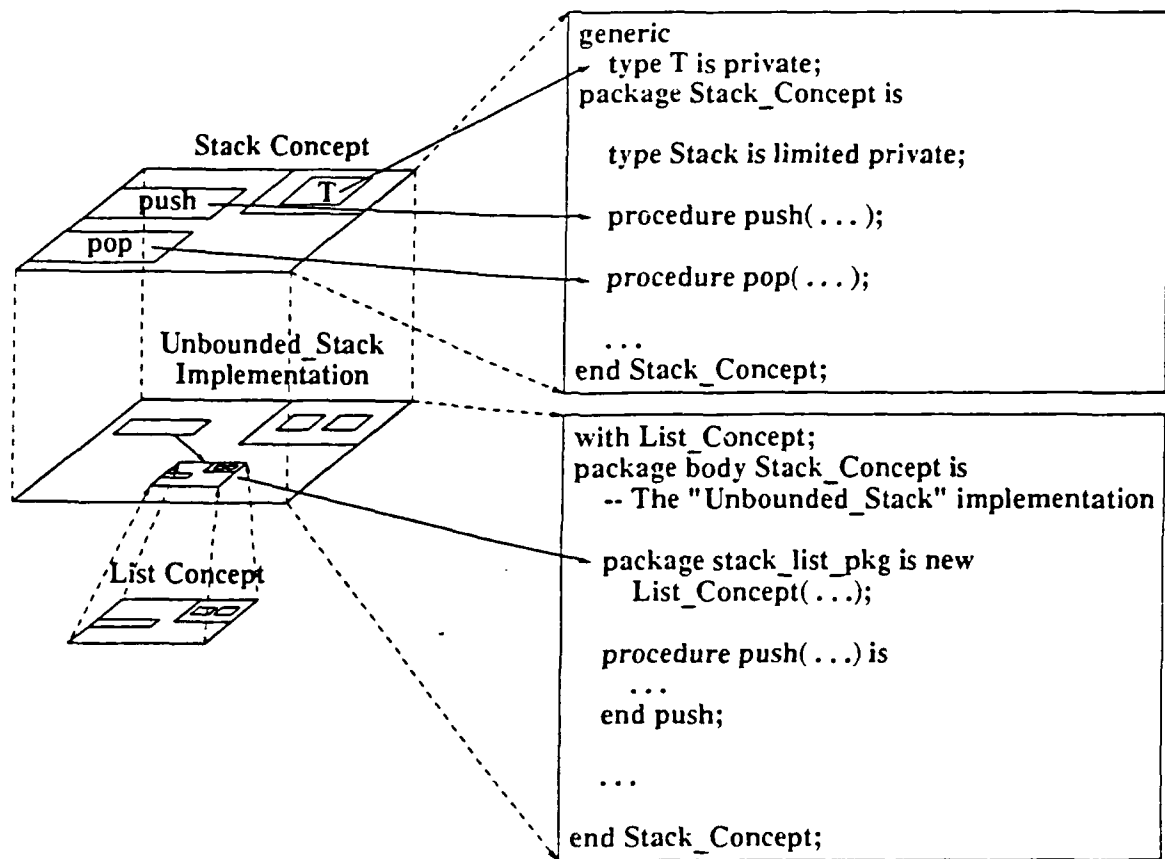 Stack Concept
T
push
pop
Unbounded_Stack
Implementation
List Concept
generic
type T is private;
package Stack_Concept is
type Stack is limited private;
procedure push(...);
procedure pop(...);
...
end Stack_Concept;
with List_Concept;
package body Stack_Concept is
-- The "Unbounded_Stack" implementation
package stack_list_pkg is new
List_Concept(...);
procedure push(...) is
...
end push;
...
end Stack_Concept;